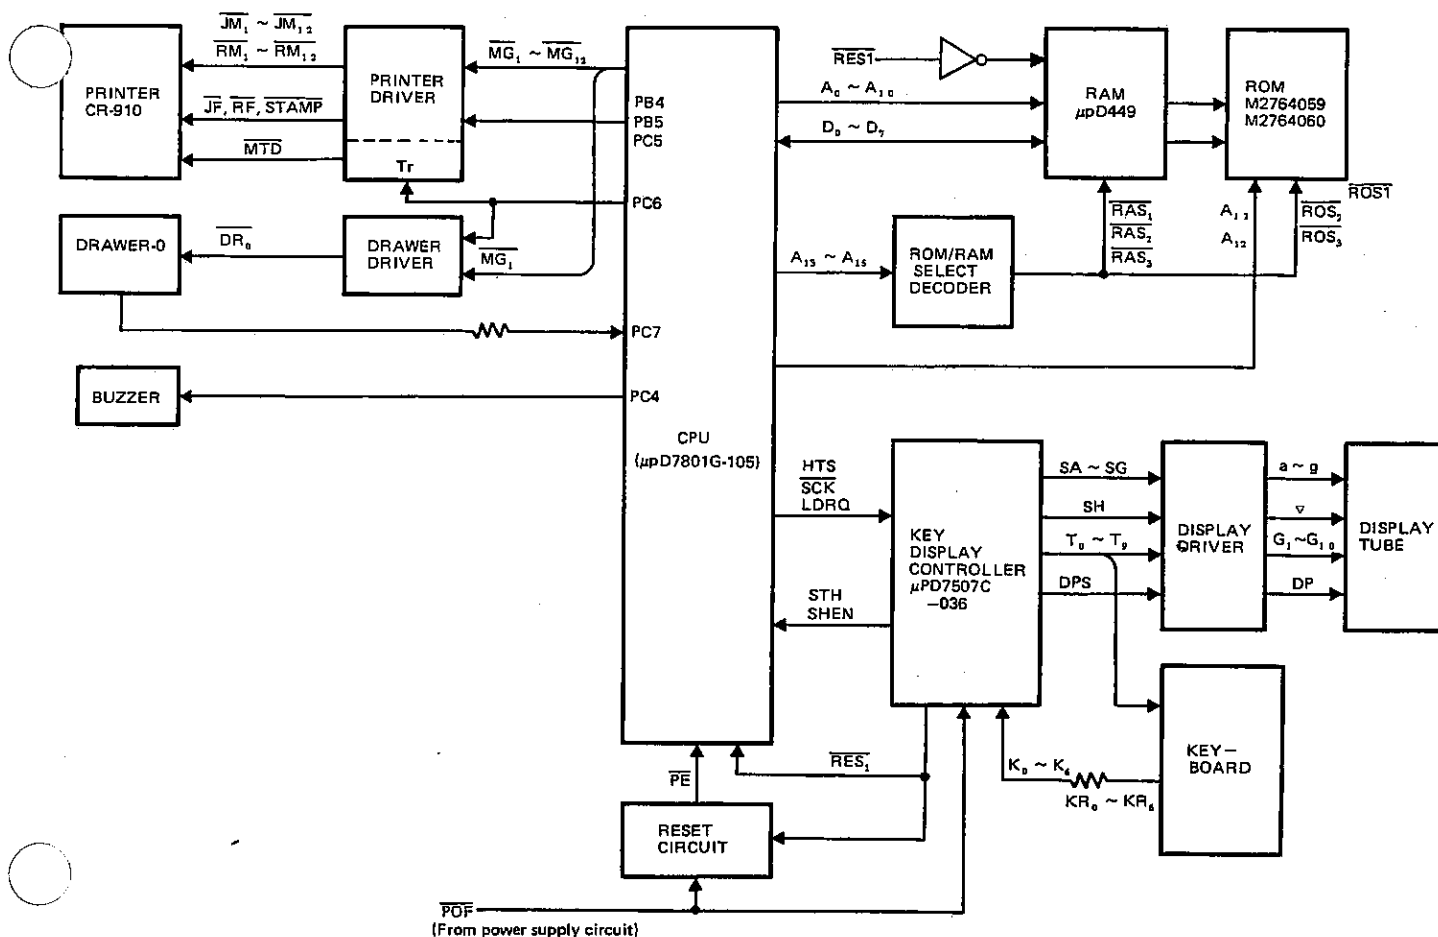 JM₁ ~ JM₁₂
RM₁ ~ RM₁₂
JF, RF, STAMP
MTD
PRINTER
CR-910
PRINTER
DRIVER
Tr
MG₁ ~ MG₁₂
PB4
PB5
PC5
PC6
PC7
PC4
DRAWER-0
DR₀
DRAWER
DRIVER
MG₁
BUZZER
CPU
(μpD7801G-105)
RES1
A₀ ~ A₁₀
D₀ ~ D₇
RAM
μpD449
ROM
M2764059
M2764060
A₁₃ ~ A₁₅
ROM/RAM
SELECT
DECODER
RAS₁
RAS₂
RAS₃
A₁₂
ROS1
ROS₂
ROS₃
HTS
SCK
LDRQ
STH
SHEN
KEY
DISPLAY
CONTROLLER
μPD7507C
-036
SA ~ SG
SH
T₀ ~ T₉
DPS
DISPLAY
DRIVER
a ~ g
▽
G₁~G₁₀
DP
DISPLAY
TUBE
KEY-
BOARD
K₀ ~ K₆
KR₀ ~ KR₆
RES₁
PE
RESET
CIRCUIT
POF
(From power supply circuit)